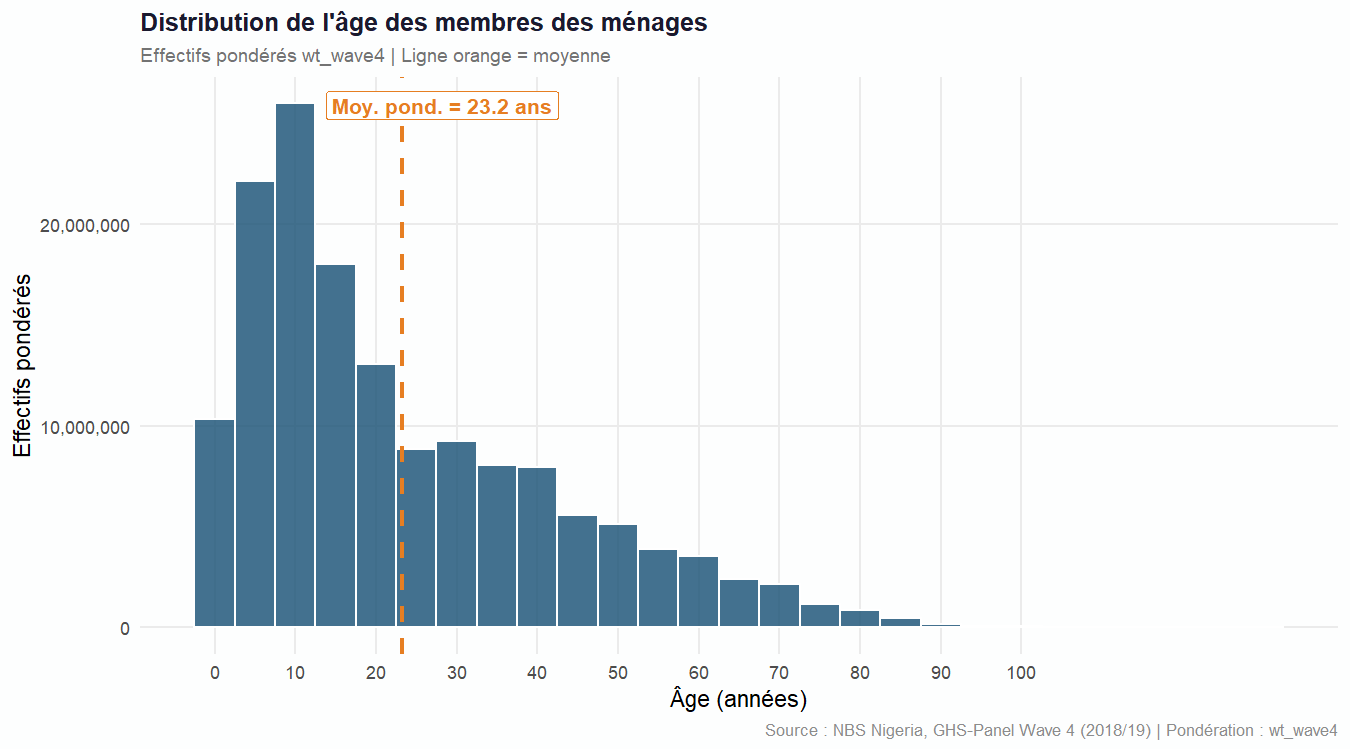 Distribution de l'âge des membres des ménages
Effectifs pondérés wt_wave4 | Ligne orange = moyenne
Moy. pond. = 23.2 ans
Effectifs pondérés
20,000,000
10,000,000
0
0 10 20 30 40 50 60 70 80 90 100
Âge (années)
Source : NBS Nigeria, GHS-Panel Wave 4 (2018/19) | Pondération : wt_wave4